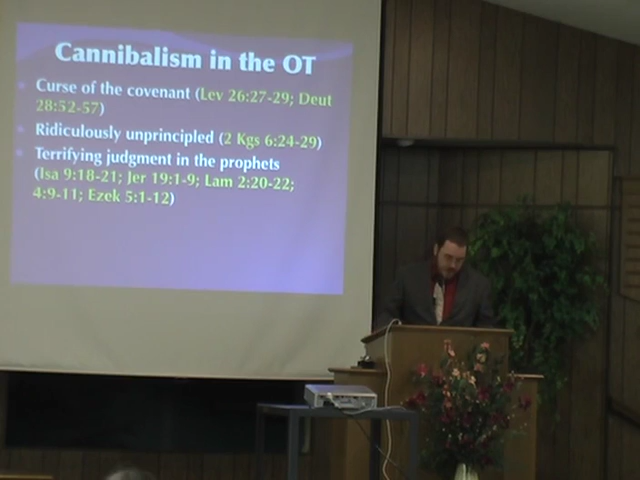 Cannibalism in the OT
Curse of the covenant (Lev 26:27-29; Deut
28:52-57)
Ridiculously unprincipled (2 Kgs 6:24-29)
Terrifying judgment in the prophets
(Isa 9:18-21; Jer 19:1-9; Lam 2:20-22;
4:9-11; Ezek 5:1-12)